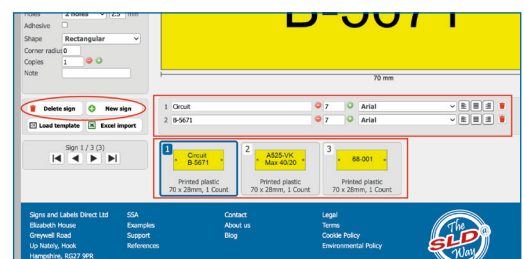 Holes 2 holes 2.5 mm
Adhesive
Shape Rectangular
Corner radius 0
Copies 1
Note
B-5671
70 mm
Delete sign New sign
Load template Excel import
Sign 1 / 3 (3)
1 Circuit 7 Arial
2 B-5671 7 Arial
1
Circuit
B-5671
Printed plastic
70 x 28mm, 1 Count
2
A525-VK
Max 40/20
Printed plastic
70 x 28mm, 1 Count
3
68-001
Printed plastic
70 x 28mm, 1 Count
Signs and Labels Direct Ltd
Elizabeth House
Greywell Road
Up Nately, Hook
Hampshire, RG27 9PR
SSA
Examples
Support
References
Contact
About us
Blog
Legal
Terms
Cookie Policy
Environmental Policy
The
SLD
Way